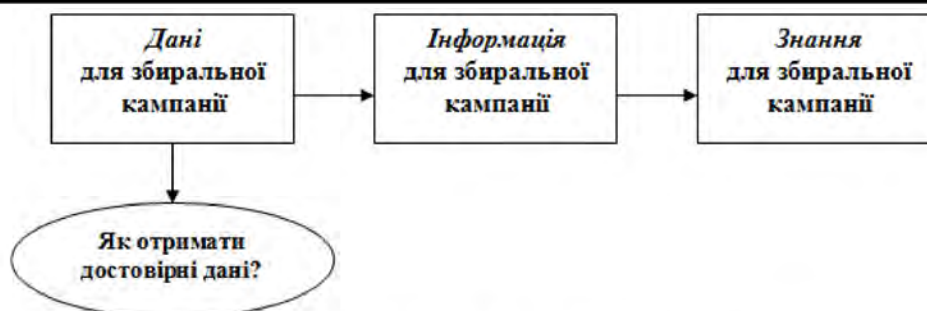 Дані
для збиральної
кампанії
Інформація
для збиральної
кампанії
Знання
для збиральної
кампанії
Як отримати
достовірні дані?